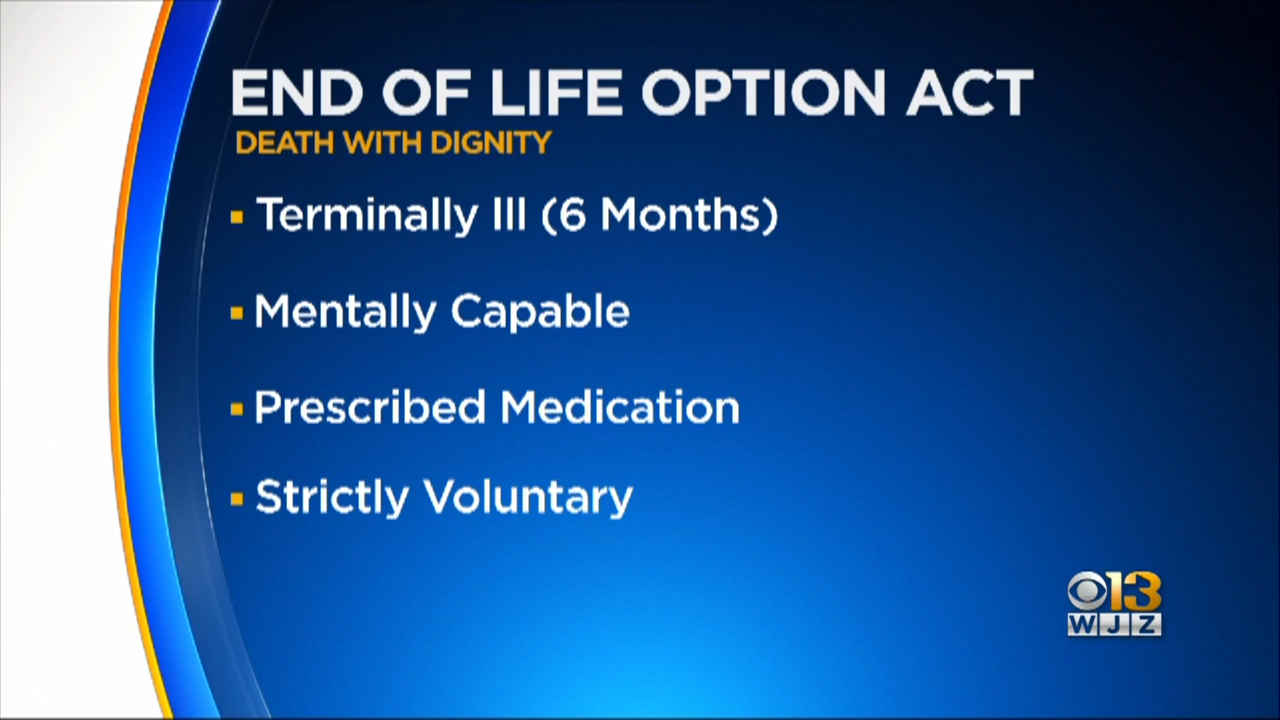 END OF LIFE OPTION ACT
DEATH WITH DIGNITY
▪ Terminally Ill (6 Months)
▪ Mentally Capable
▪ Prescribed Medication
▪ Strictly Voluntary
13
WJZ